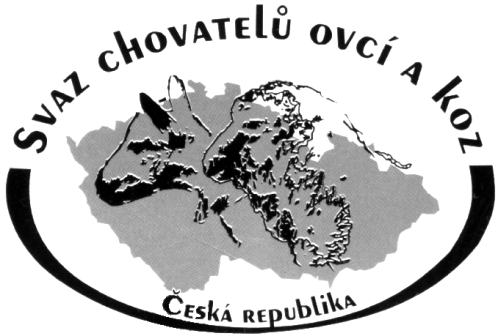 Svaz chovatelů ovcí a koz
Česká republika